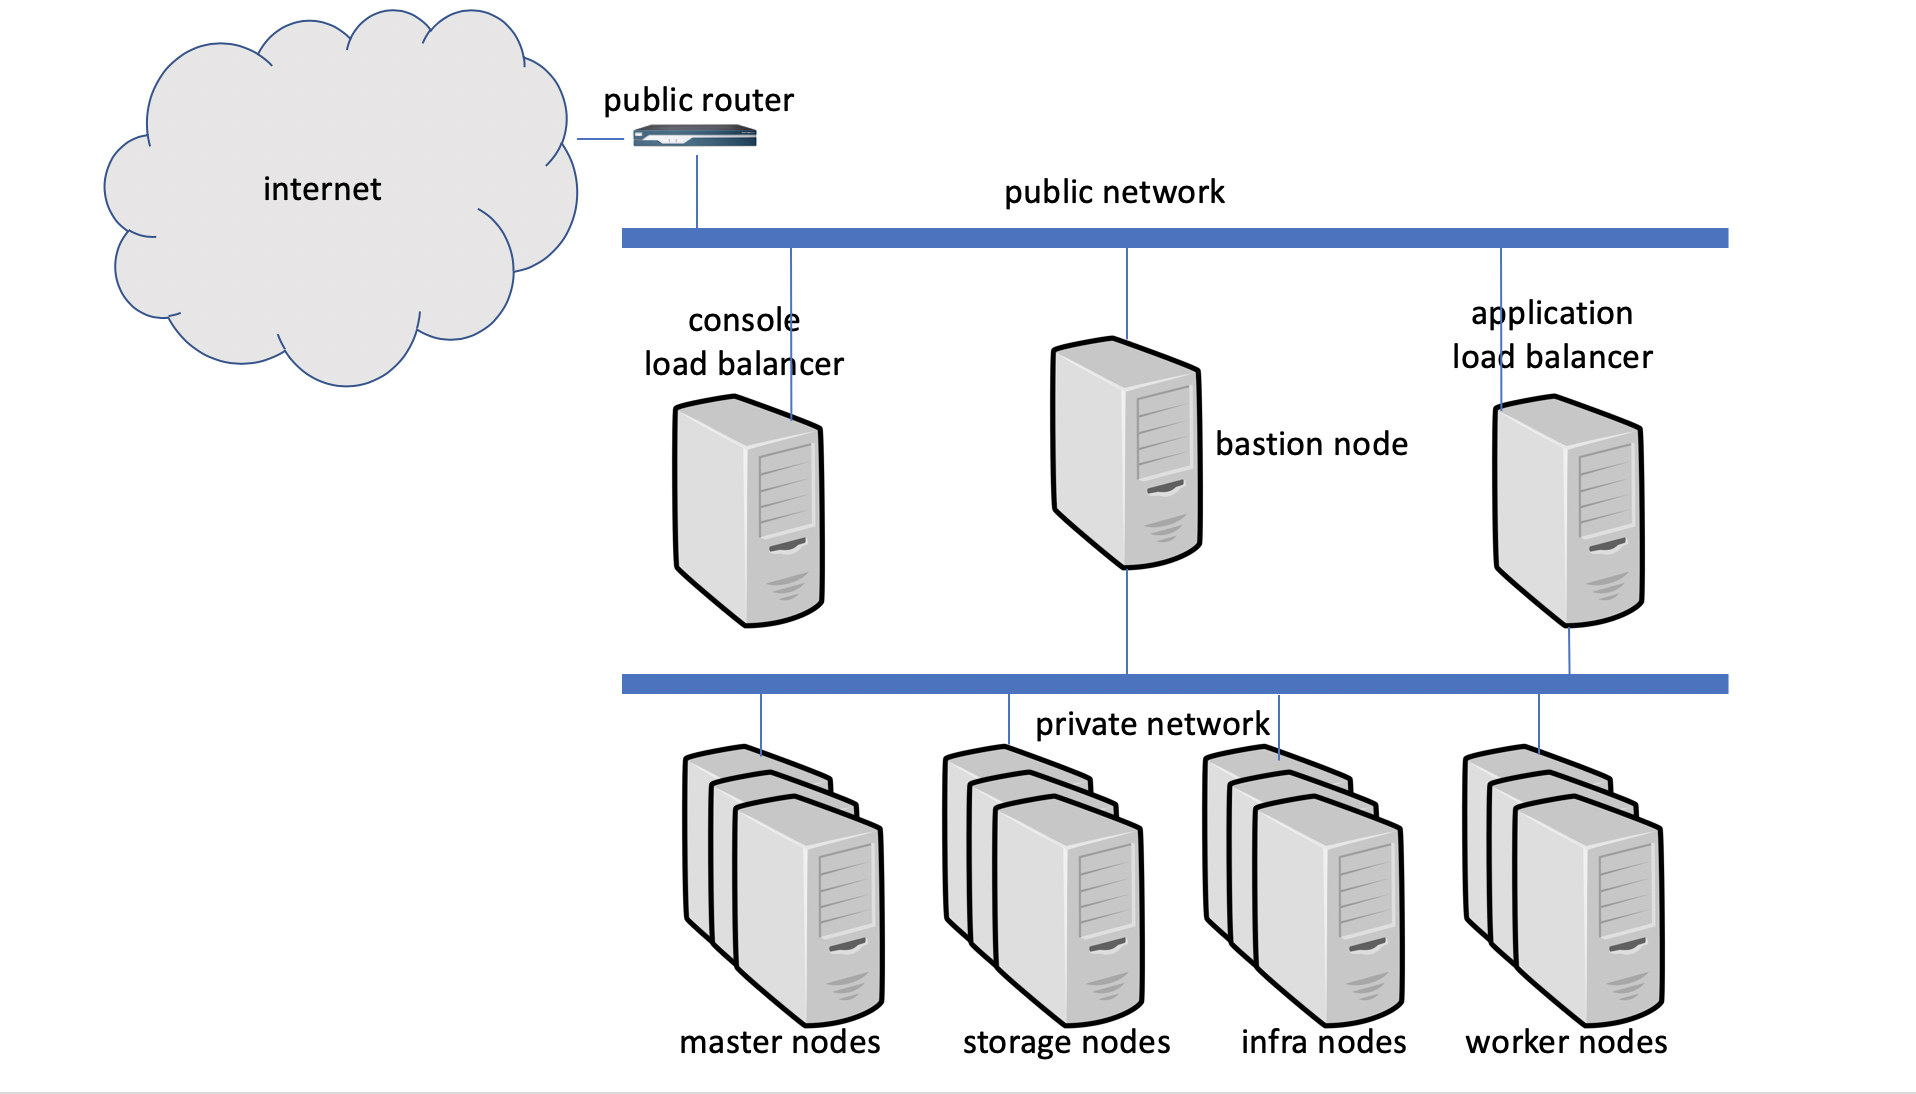 public router
internet
public network
console
load balancer
application
load balancer
bastion node
private network
master nodes
storage nodes
infra nodes
worker nodes